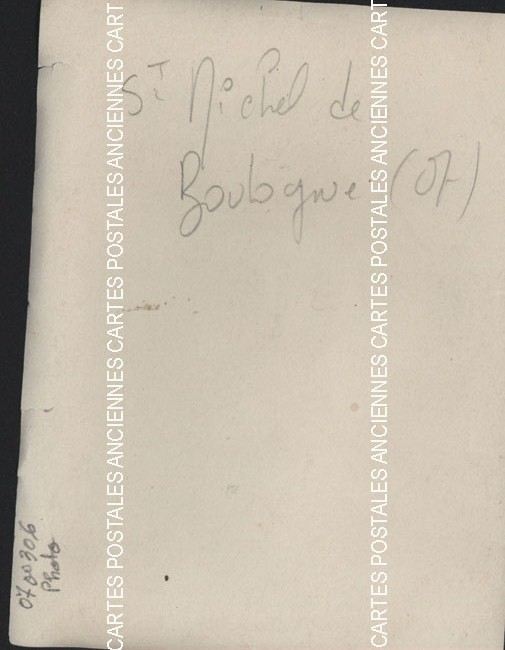 St Michel de
Boulogne (07)
0700306
Photo
CARTES POSTALES ANCIENNES CARTES POSTALES ANCIENNES CART
CARTES POSTALES ANCIENNES CARTES POSTALES ANCIENNES CART